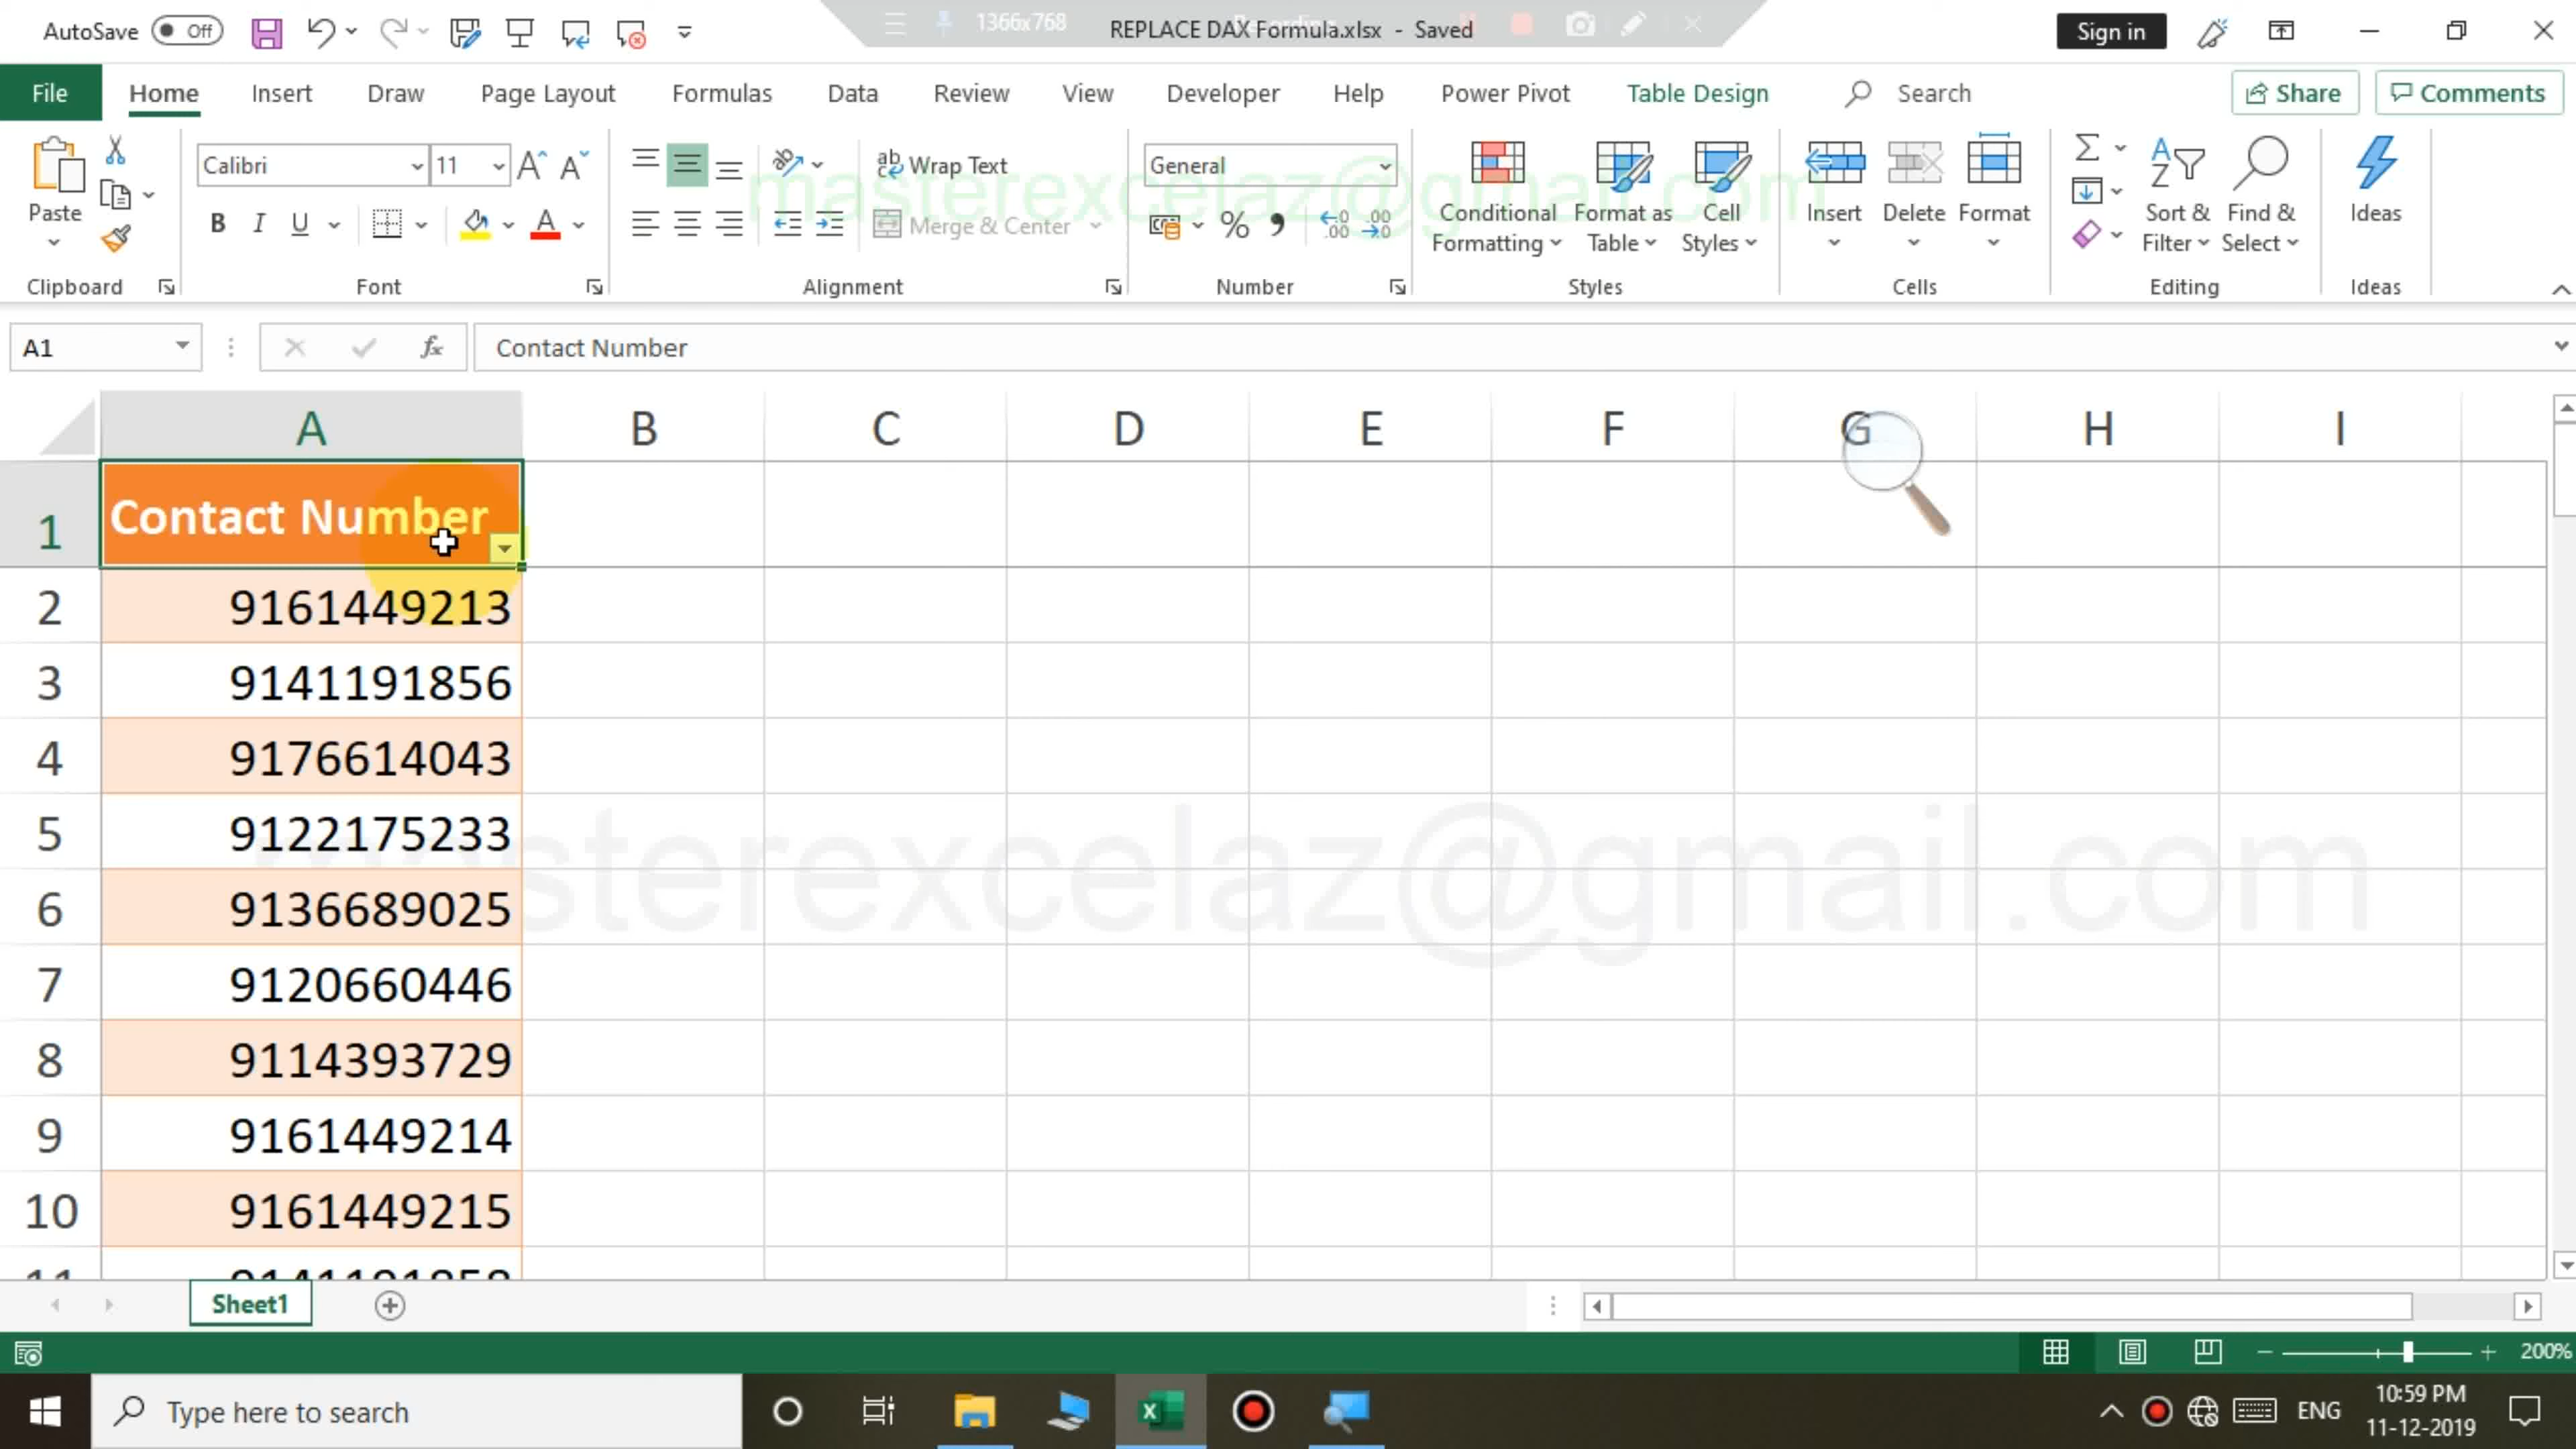 AutoSave Off 1366x768 REPLACE DAX Formula.xlsx - Saved Sign in
File Home Insert Draw Page Layout Formulas Data Review View Developer Help Power Pivot Table Design Search Share Comments
Paste Calibri 11 Wrap Text General Conditional Formatting Format as Table Cell Styles Insert Delete Format Sort & Filter Find & Select Ideas
B I U A Merge & Center %
masterexcelaz@gmail.com
Clipboard Font Alignment Number Styles Cells Editing Ideas
A1 fx Contact Number
A B C D E F G H I
1 Contact Number
2 9161449213
3 9141191856
4 9176614043
5 9122175233
masterexcelaz@gmail.com
6 9136689025
7 9120660446
8 9114393729
9 9161449214
10 9161449215
Sheet1
200%
Type here to search ENG 10:59 PM
11-12-2019